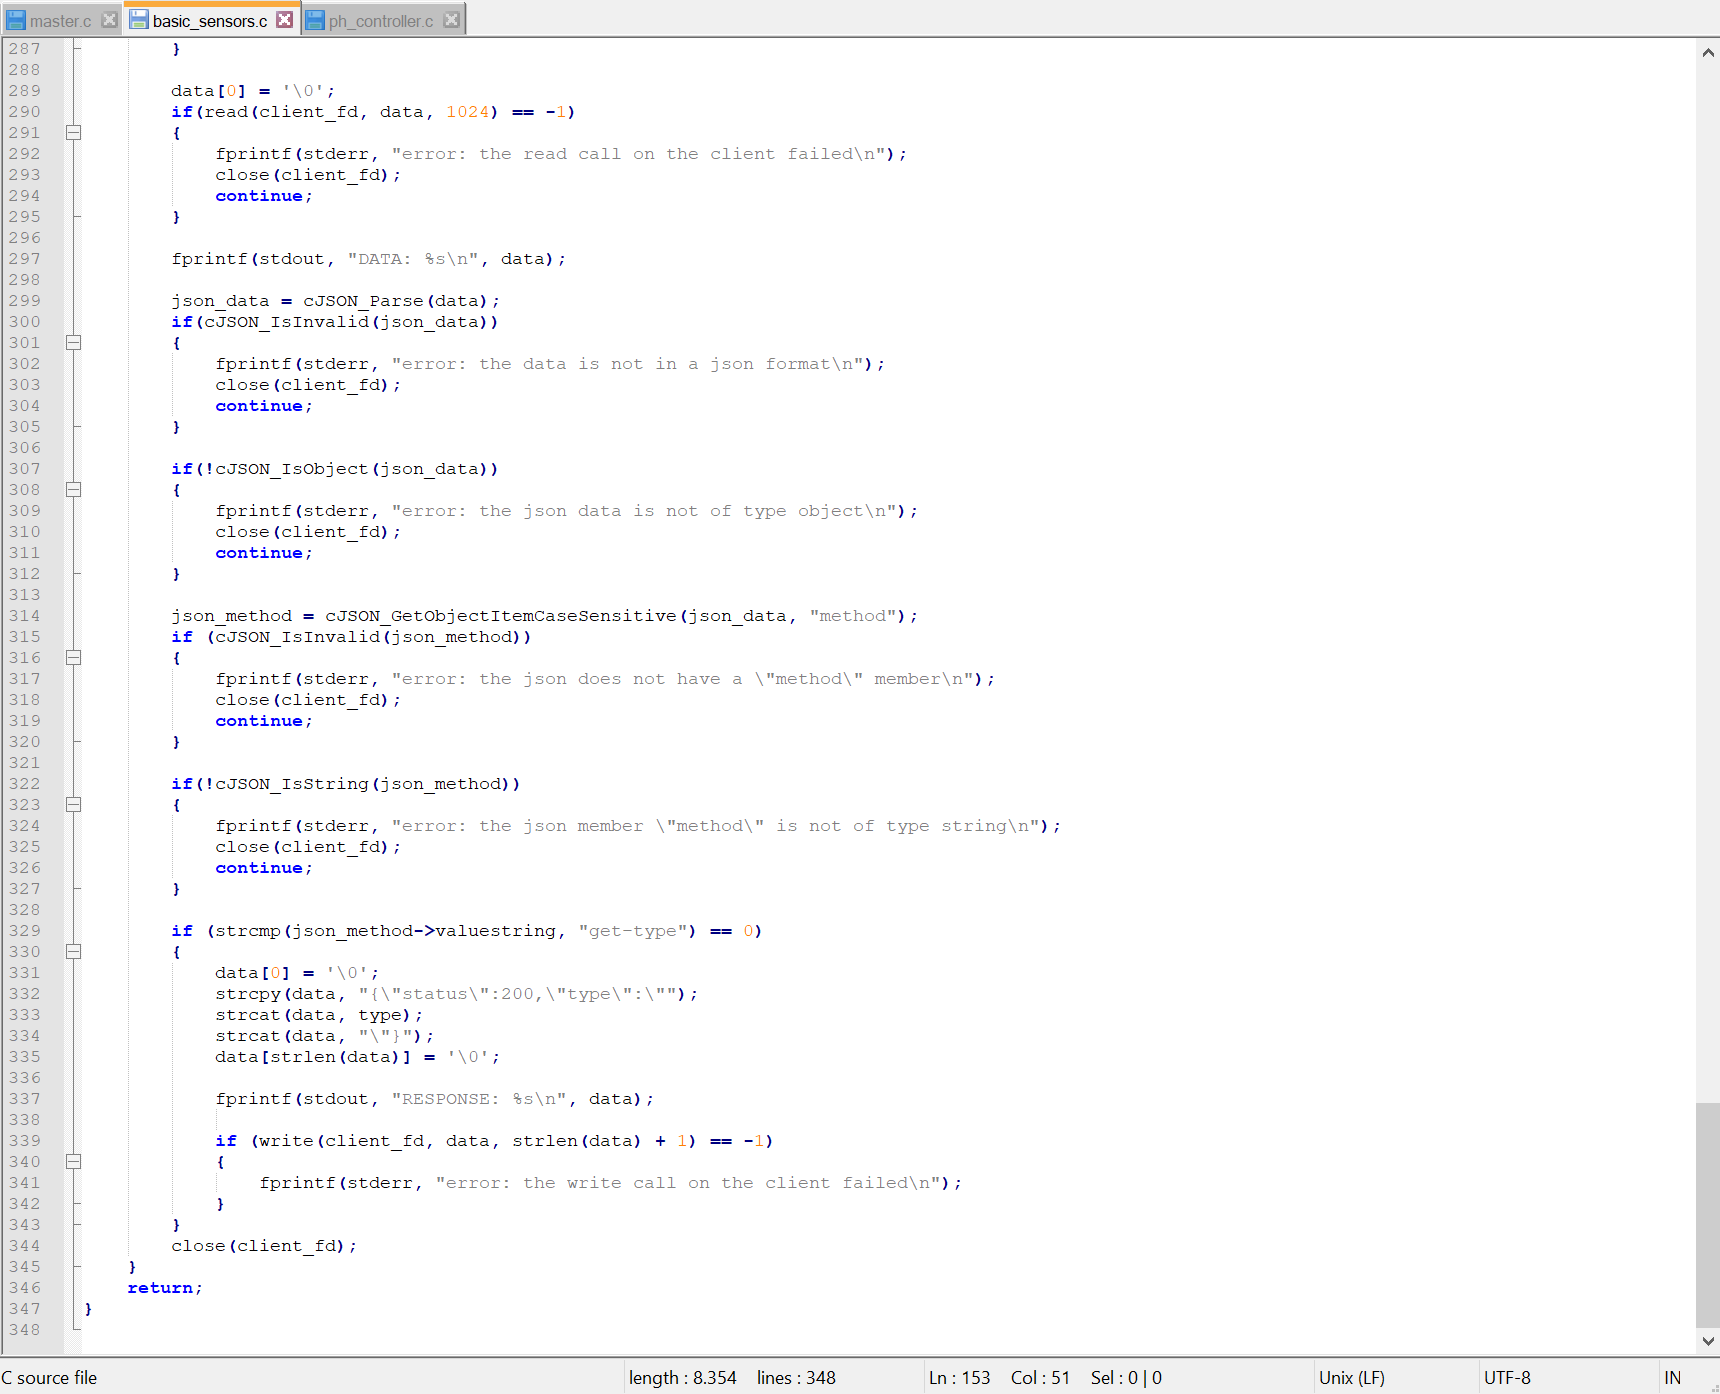 master.c basic_sensors.c ph_controller.c
287 }
288
289 data[0] = '\0';
290 if(read(client_fd, data, 1024) == -1)
291 {
292 fprintf(stderr, "error: the read call on the client failed\n");
293 close(client_fd);
294 continue;
295 }
296
297 fprintf(stdout, "DATA: %s\n", data);
298
299 json_data = cJSON_Parse(data);
300 if(cJSON_IsInvalid(json_data))
301 {
302 fprintf(stderr, "error: the data is not in a json format\n");
303 close(client_fd);
304 continue;
305 }
306
307 if(!cJSON_IsObject(json_data))
308 {
309 fprintf(stderr, "error: the json data is not of type object\n");
310 close(client_fd);
311 continue;
312 }
313
314 json_method = cJSON_GetObjectItemCaseSensitive(json_data, "method");
315 if (cJSON_IsInvalid(json_method))
316 {
317 fprintf(stderr, "error: the json does not have a \"method\" member\n");
318 close(client_fd);
319 continue;
320 }
321
322 if(!cJSON_IsString(json_method))
323 {
324 fprintf(stderr, "error: the json member \"method\" is not of type string\n");
325 close(client_fd);
326 continue;
327 }
328
329 if (strcmp(json_method->valuestring, "get-type") == 0)
330 {
331 data[0] = '\0';
332 strcpy(data, "{\"status\":200,\"type\":\"");
333 strcat(data, type);
334 strcat(data, "\"}");
335 data[strlen(data)] = '\0';
336
337 fprintf(stdout, "RESPONSE: %s\n", data);
338
339 if (write(client_fd, data, strlen(data) + 1) == -1)
340 {
341 fprintf(stderr, "error: the write call on the client failed\n");
342 }
343 }
344 close(client_fd);
345 }
346 return;
347 }
348
C source file length : 8.354 lines : 348 Ln : 153 Col : 51 Sel : 0 | 0 Unix (LF) UTF-8 IN